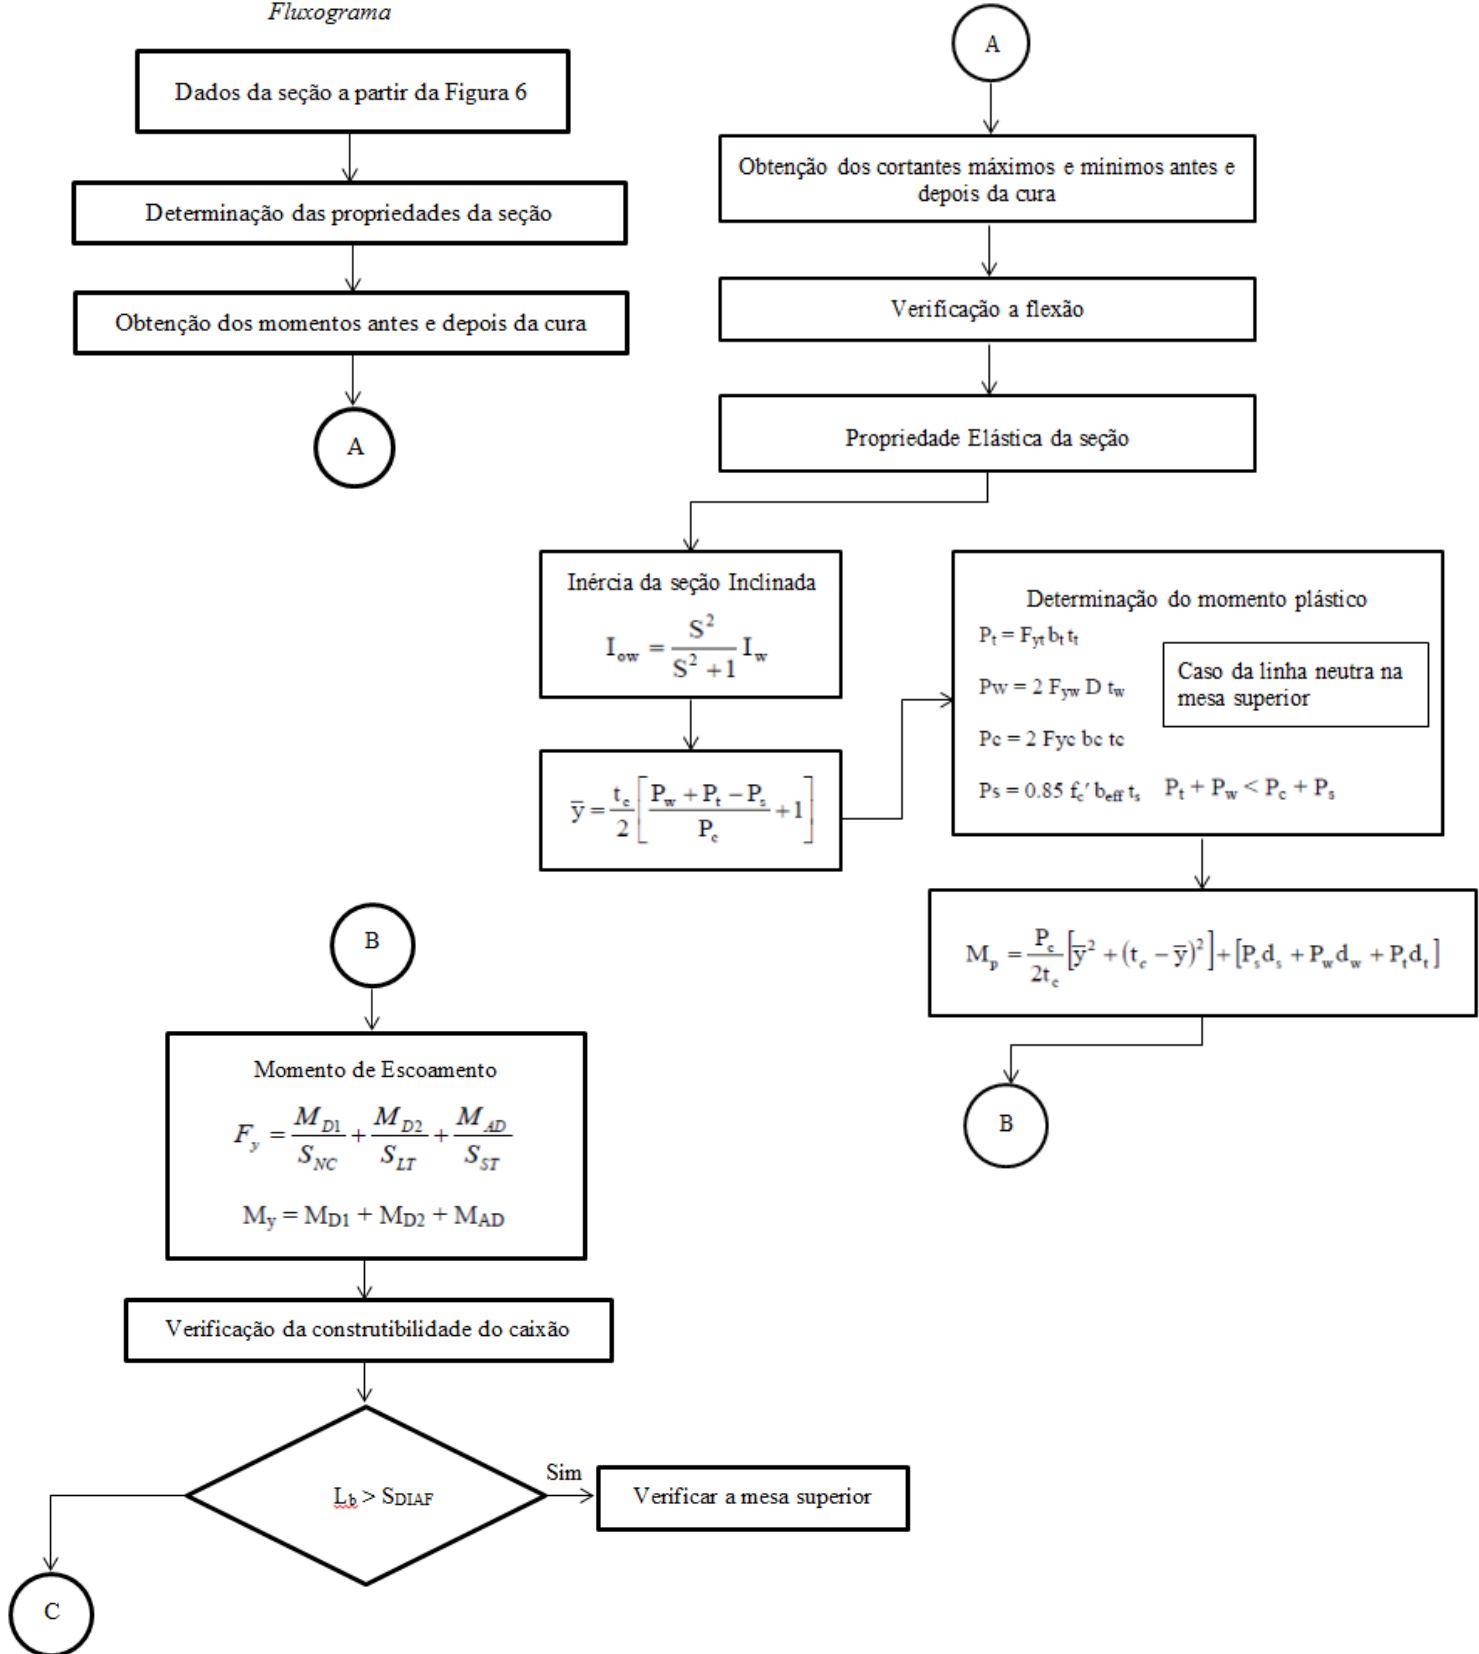 Fluxograma
Dados da seção a partir da Figura 6
Determinação das propriedades da seção
Obtenção dos momentos antes e depois da cura
A
A
Obtenção dos cortantes máximos e minimos antes e
depois da cura
Verificação a flexão
Propriedade Elástica da seção
Inércia da seção Inclinada
I_ow = S² / (S² + 1) I_w
y̅ = t_c / 2 [ (P_w + P_t − P_s) / P_c + 1 ]
Determinação do momento plástico
P_t = F_yt b_t t_t
Pw = 2 F_yw D t_w
Pc = 2 Fyc bc tc
Ps = 0.85 f_c′ b_eff t_s
Caso da linha neutra na
mesa superior
P_t + P_w < P_c + P_s
M_p = P_c / 2t_c [y̅² + (t_c − y̅)²] + [P_s d_s + P_w d_w + P_t d_t]
B
B
Momento de Escoamento
F_y = M_D1 / S_NC + M_D2 / S_LT + M_AD / S_ST
M_y = M_D1 + M_D2 + M_AD
Verificação da construtibilidade do caixão
L_b > S_DIAF
Sim
Verificar a mesa superior
C